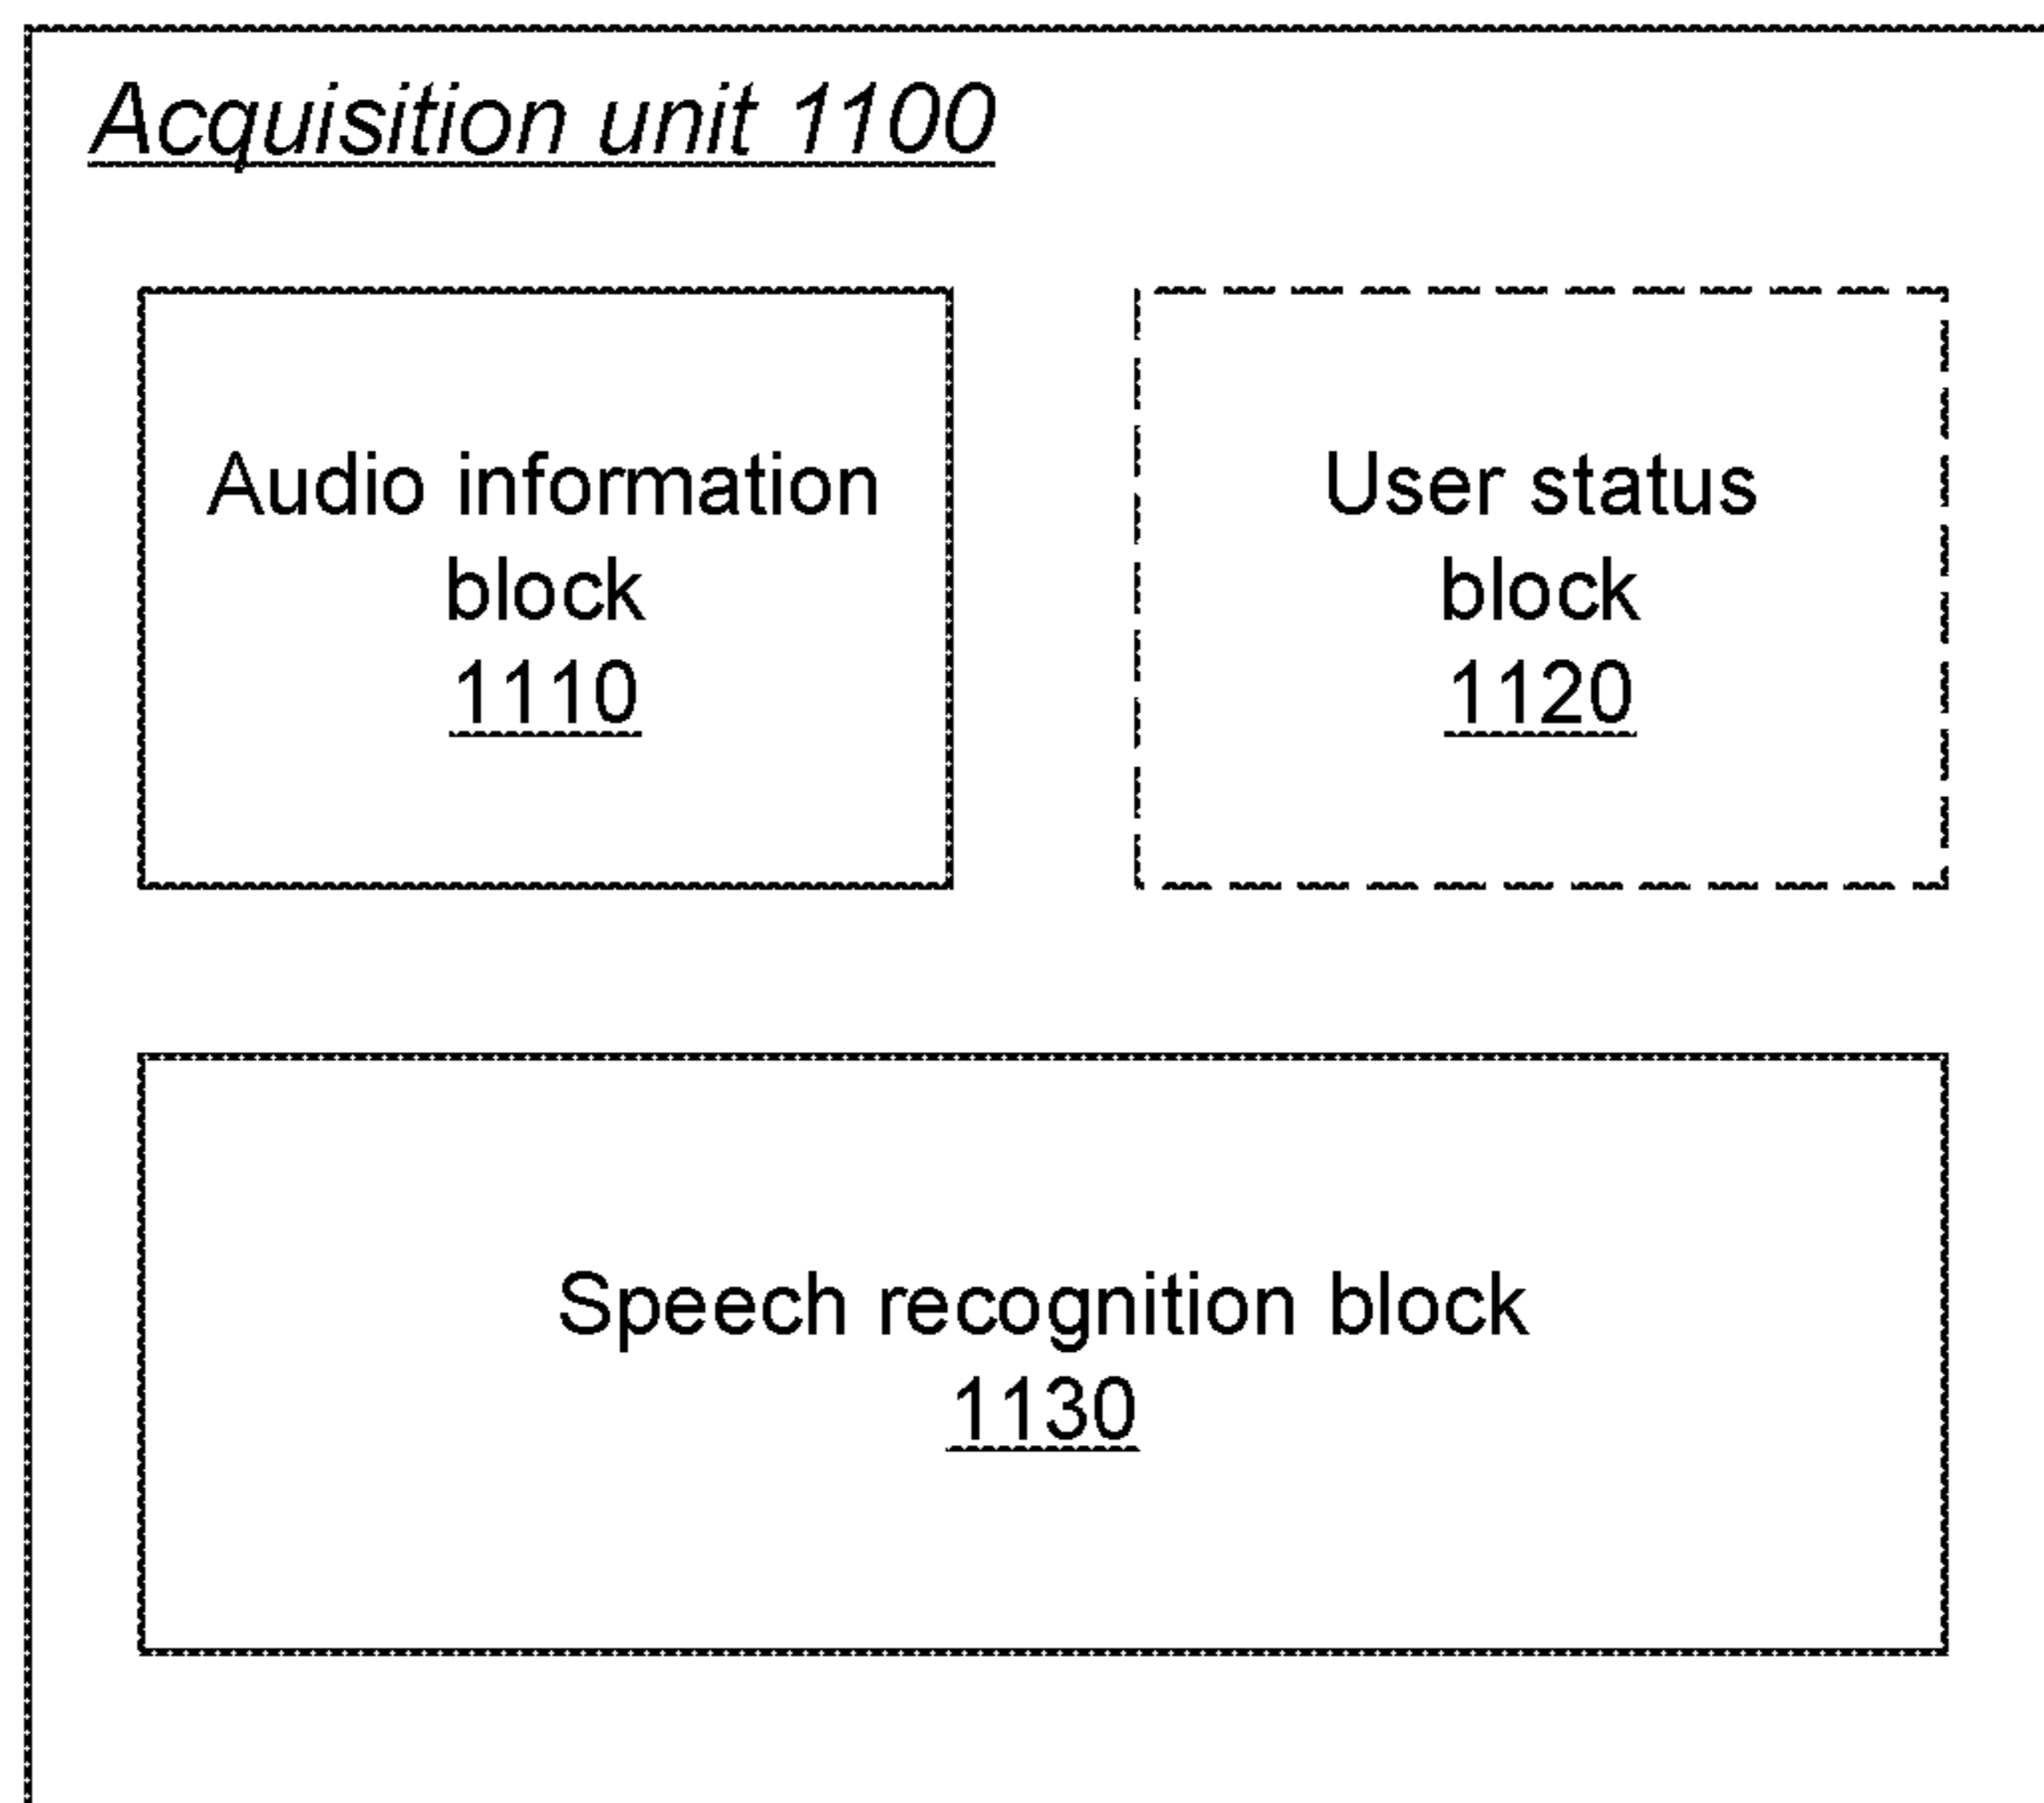 Acquisition unit 1100
Audio information
block
1110
User status
block
1120
Speech recognition block
1130